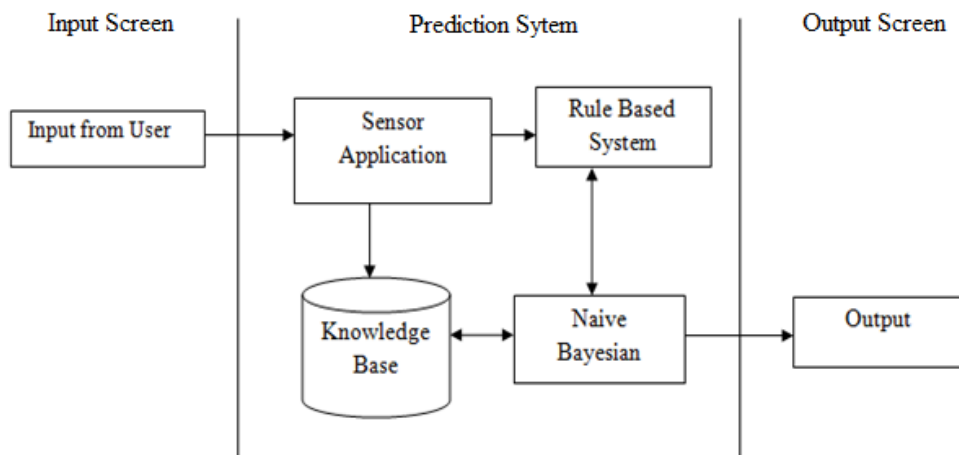 Input Screen
Prediction Sytem
Output Screen
Input from User
Sensor
Application
Rule Based
System
Knowledge
Base
Naive
Bayesian
Output